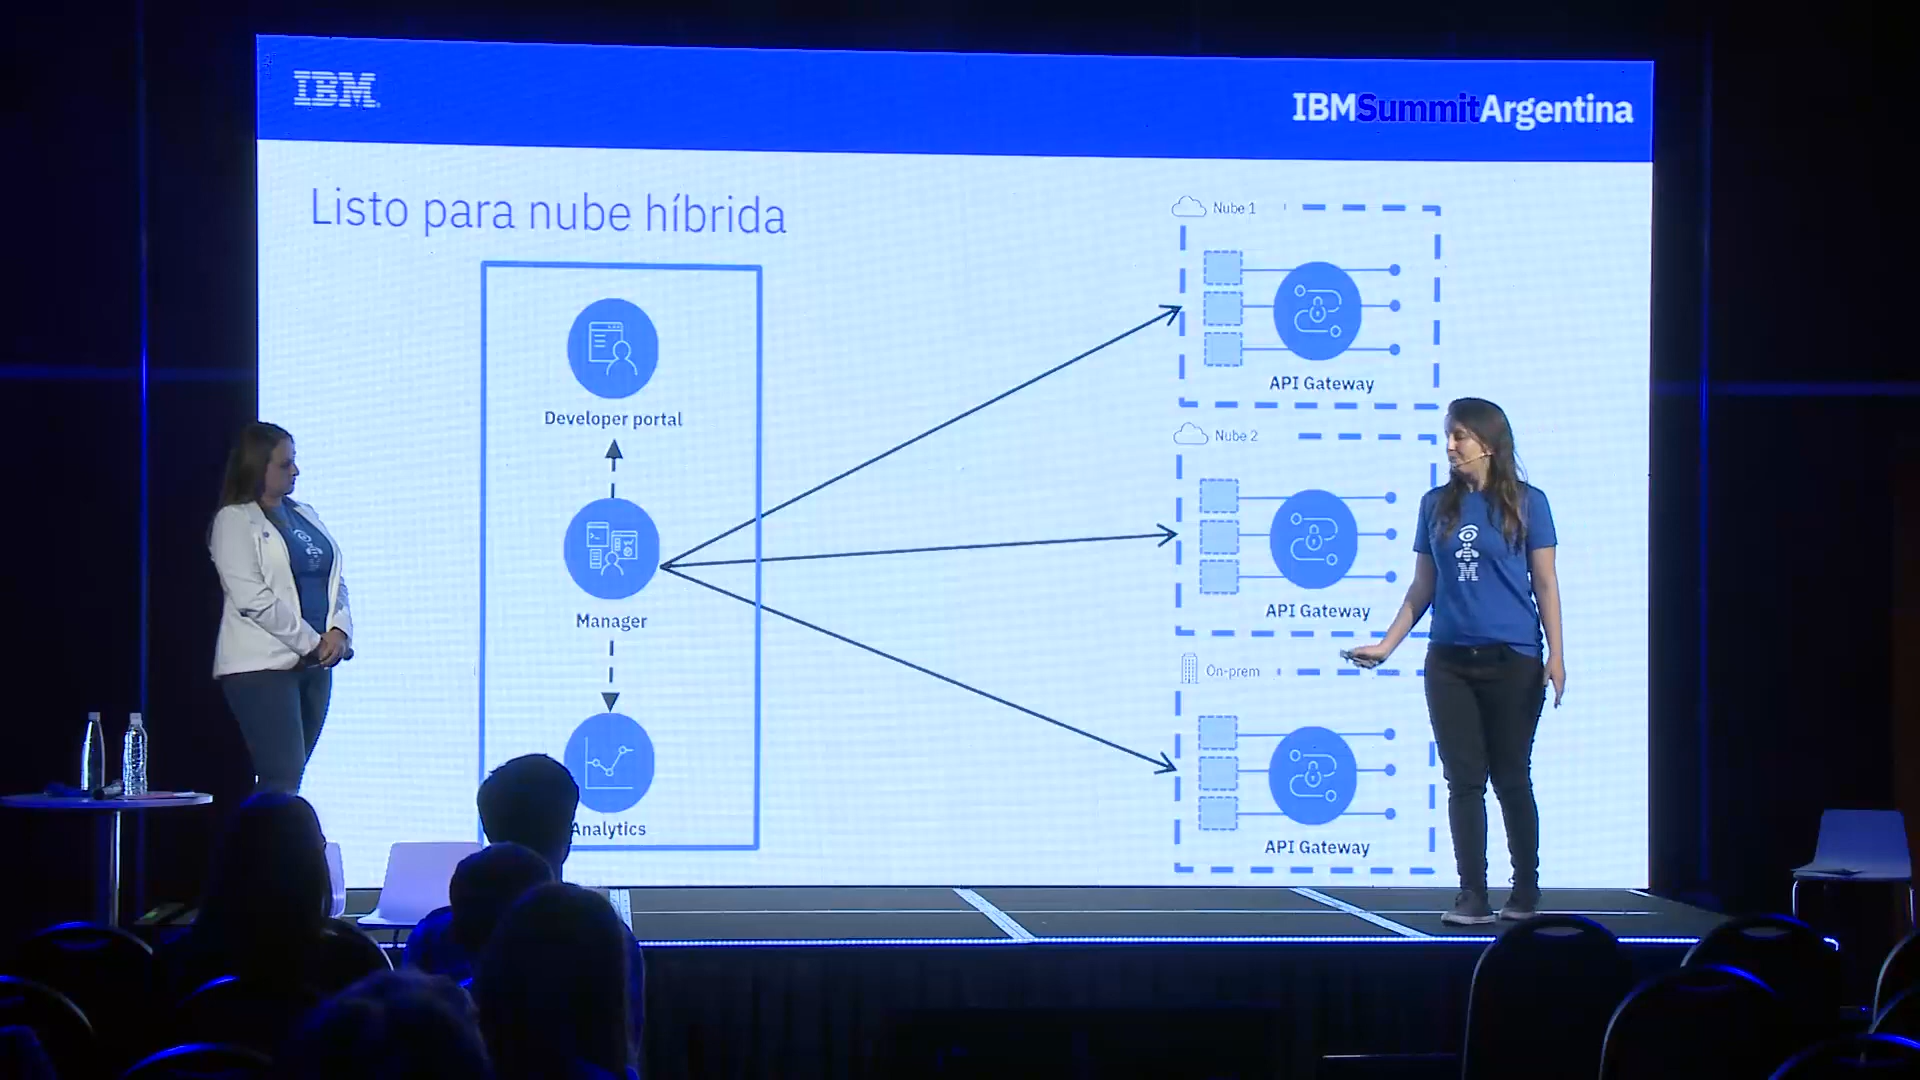 IBM
IBMSummitArgentina
Listo para nube híbrida
Developer portal
Manager
Analytics
Nube 1
API Gateway
Nube 2
API Gateway
On-prem
API Gateway
M